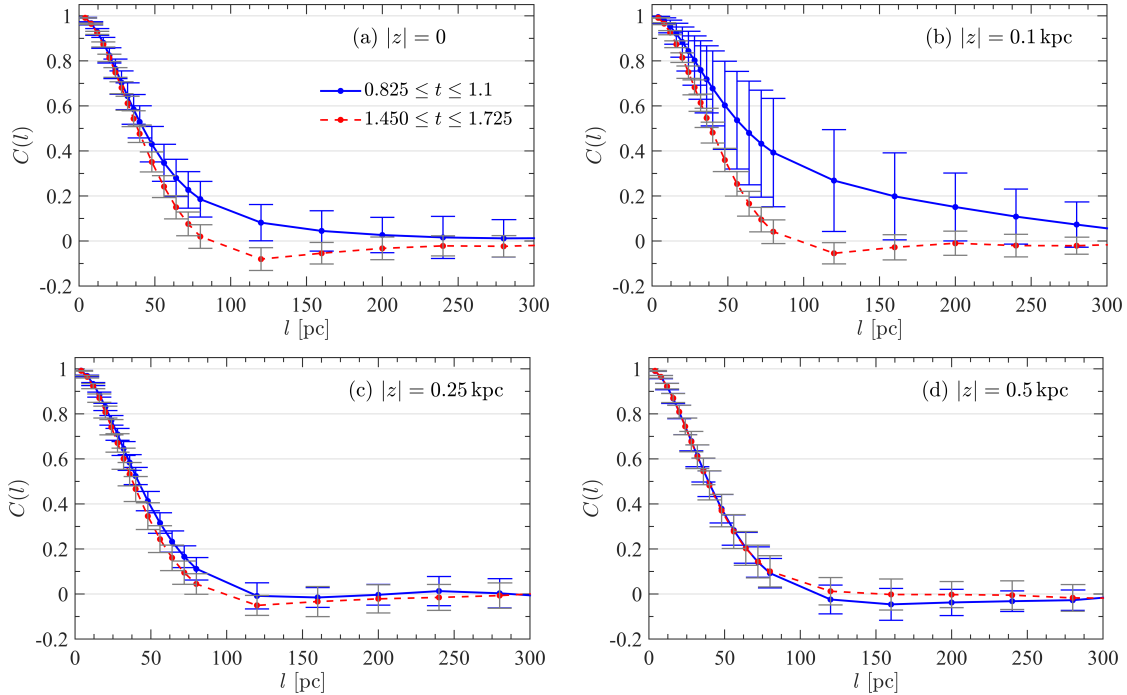 (a) |z| = 0
0.825 ≤ t ≤ 1.1
1.450 ≤ t ≤ 1.725
C(l)
1
0.8
0.6
0.4
0.2
0
-0.2
0 50 100 150 200 250 300
l [pc]
(b) |z| = 0.1 kpc
C(l)
1
0.8
0.6
0.4
0.2
0
-0.2
0 50 100 150 200 250 300
l [pc]
(c) |z| = 0.25 kpc
C(l)
1
0.8
0.6
0.4
0.2
0
-0.2
0 50 100 150 200 250 300
l [pc]
(d) |z| = 0.5 kpc
C(l)
1
0.8
0.6
0.4
0.2
0
-0.2
0 50 100 150 200 250 300
l [pc]